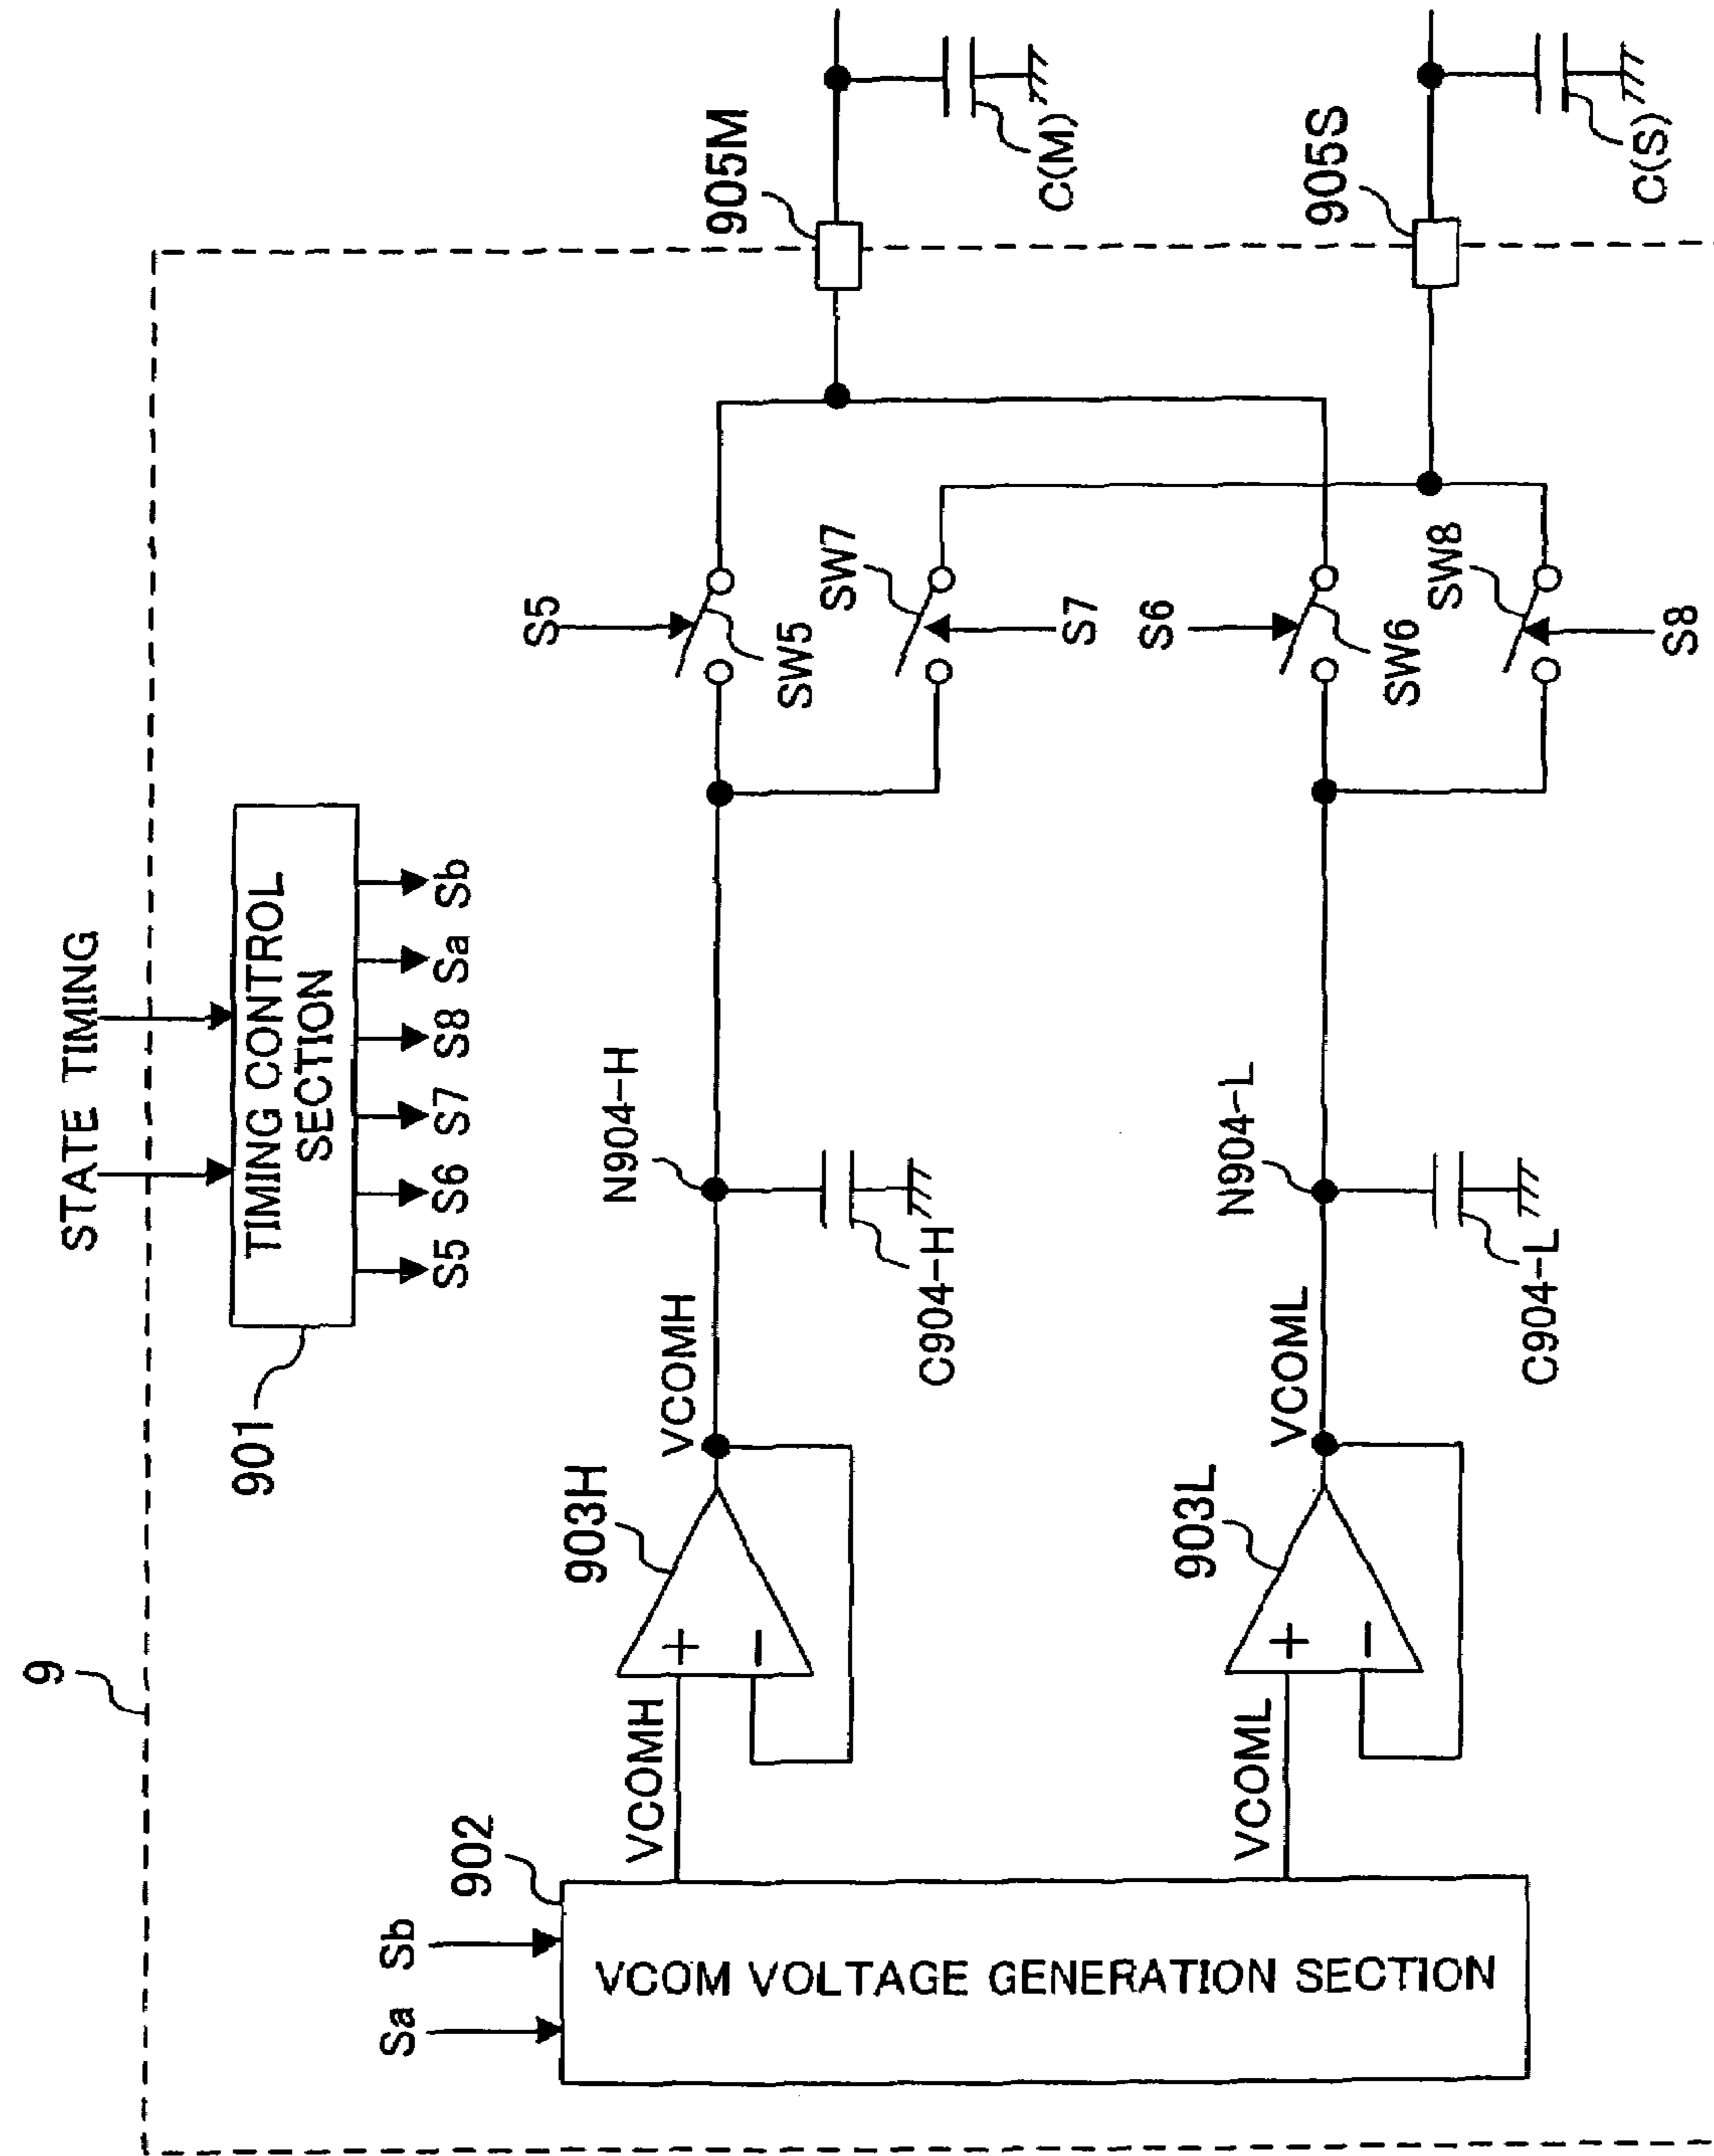 9
STATE TIMING
901
TIMING CONTROL
SECTION
S5 S6 S7 S8 Sa Sb
Sa Sb
902
VCOM VOLTAGE GENERATION SECTION
VCOMH
903H
VCOMH
N904-H
C904-H
S5
SW5
SW7
S7
905M
C(M)
VCOML
903L
VCOML
N904-L
C904-L
S6
SW6
SW8
S8
905S
C(S)
+
−
+
−